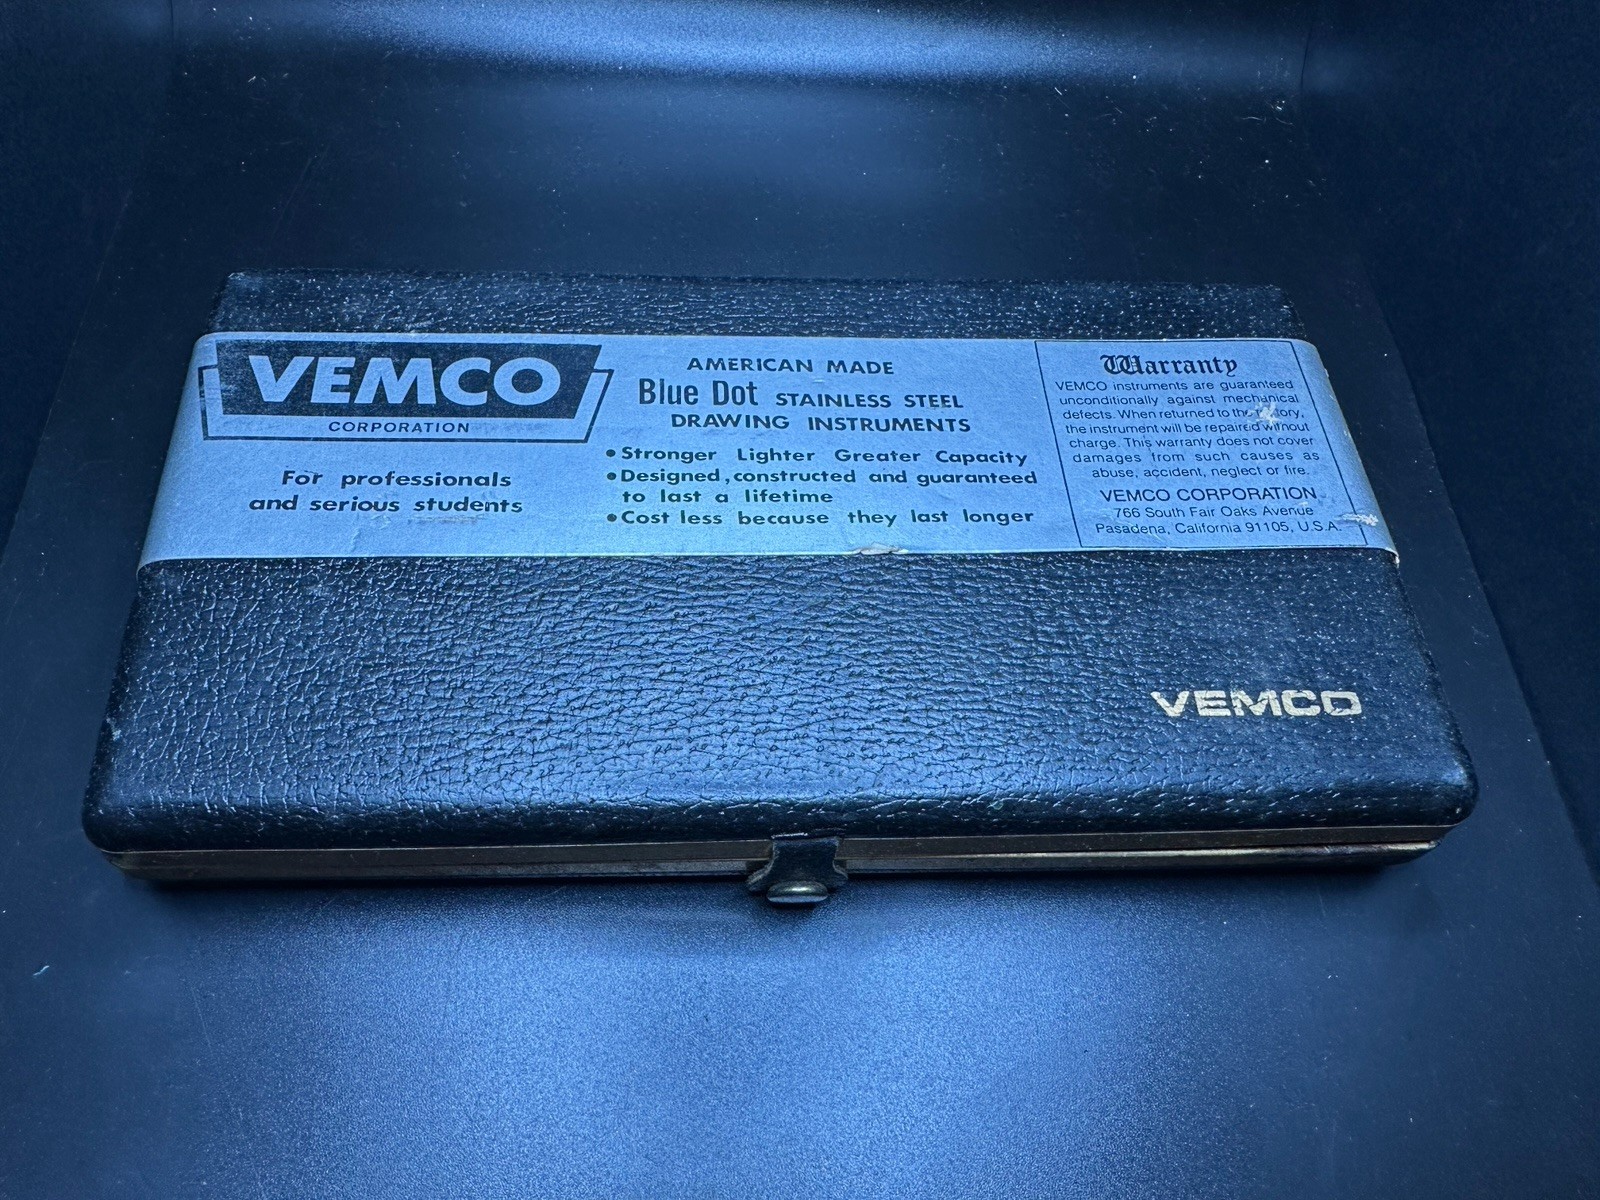 VEMCO
CORPORATION
For professionals
and serious students
AMERICAN MADE
Blue Dot STAINLESS STEEL
DRAWING INSTRUMENTS
• Stronger Lighter Greater Capacity
• Designed, constructed and guaranteed
to last a lifetime
• Cost less because they last longer
Warranty
VEMCO instruments are guaranteed
unconditionally against mechanical
defects. When returned to the factory,
the instrument will be repaired without
charge. This warranty does not cover
damages from such causes as
abuse, accident, neglect or fire.
VEMCO CORPORATION
766 South Fair Oaks Avenue
Pasadena, California 91105, U.S.A.
VEMCO